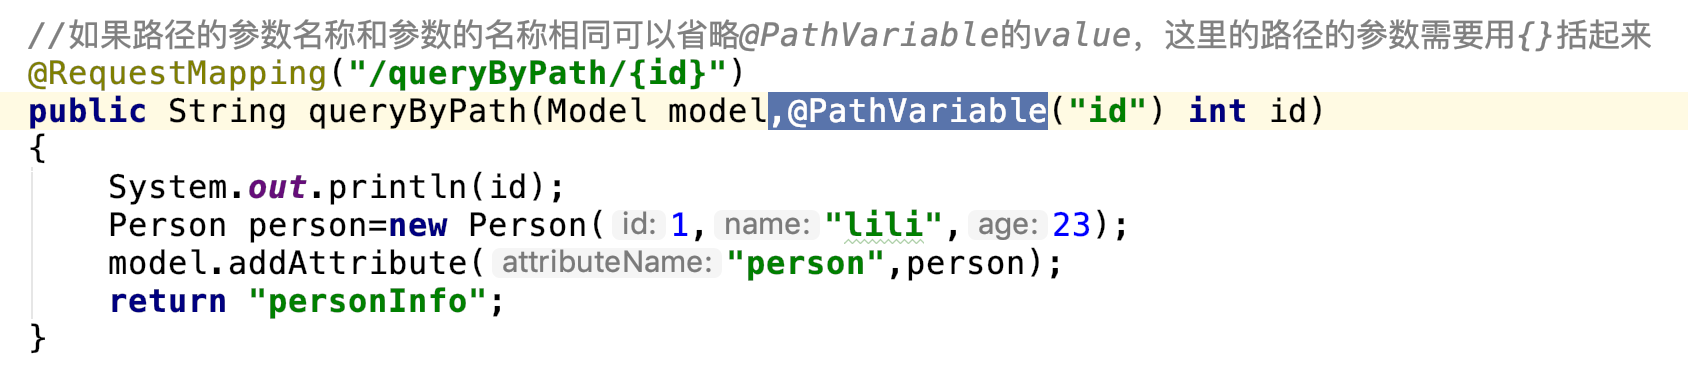 //如果路径的参数名称和参数的名称相同可以省略@PathVariable的value，这里的路径的参数需要用{}括起来
@RequestMapping("/queryByPath/{id}")
public String queryByPath(Model model,@PathVariable("id") int id)
{
    System.out.println(id);
    Person person=new Person( id: 1, name: "lili", age: 23);
    model.addAttribute( attributeName: "person",person);
    return "personInfo";
}